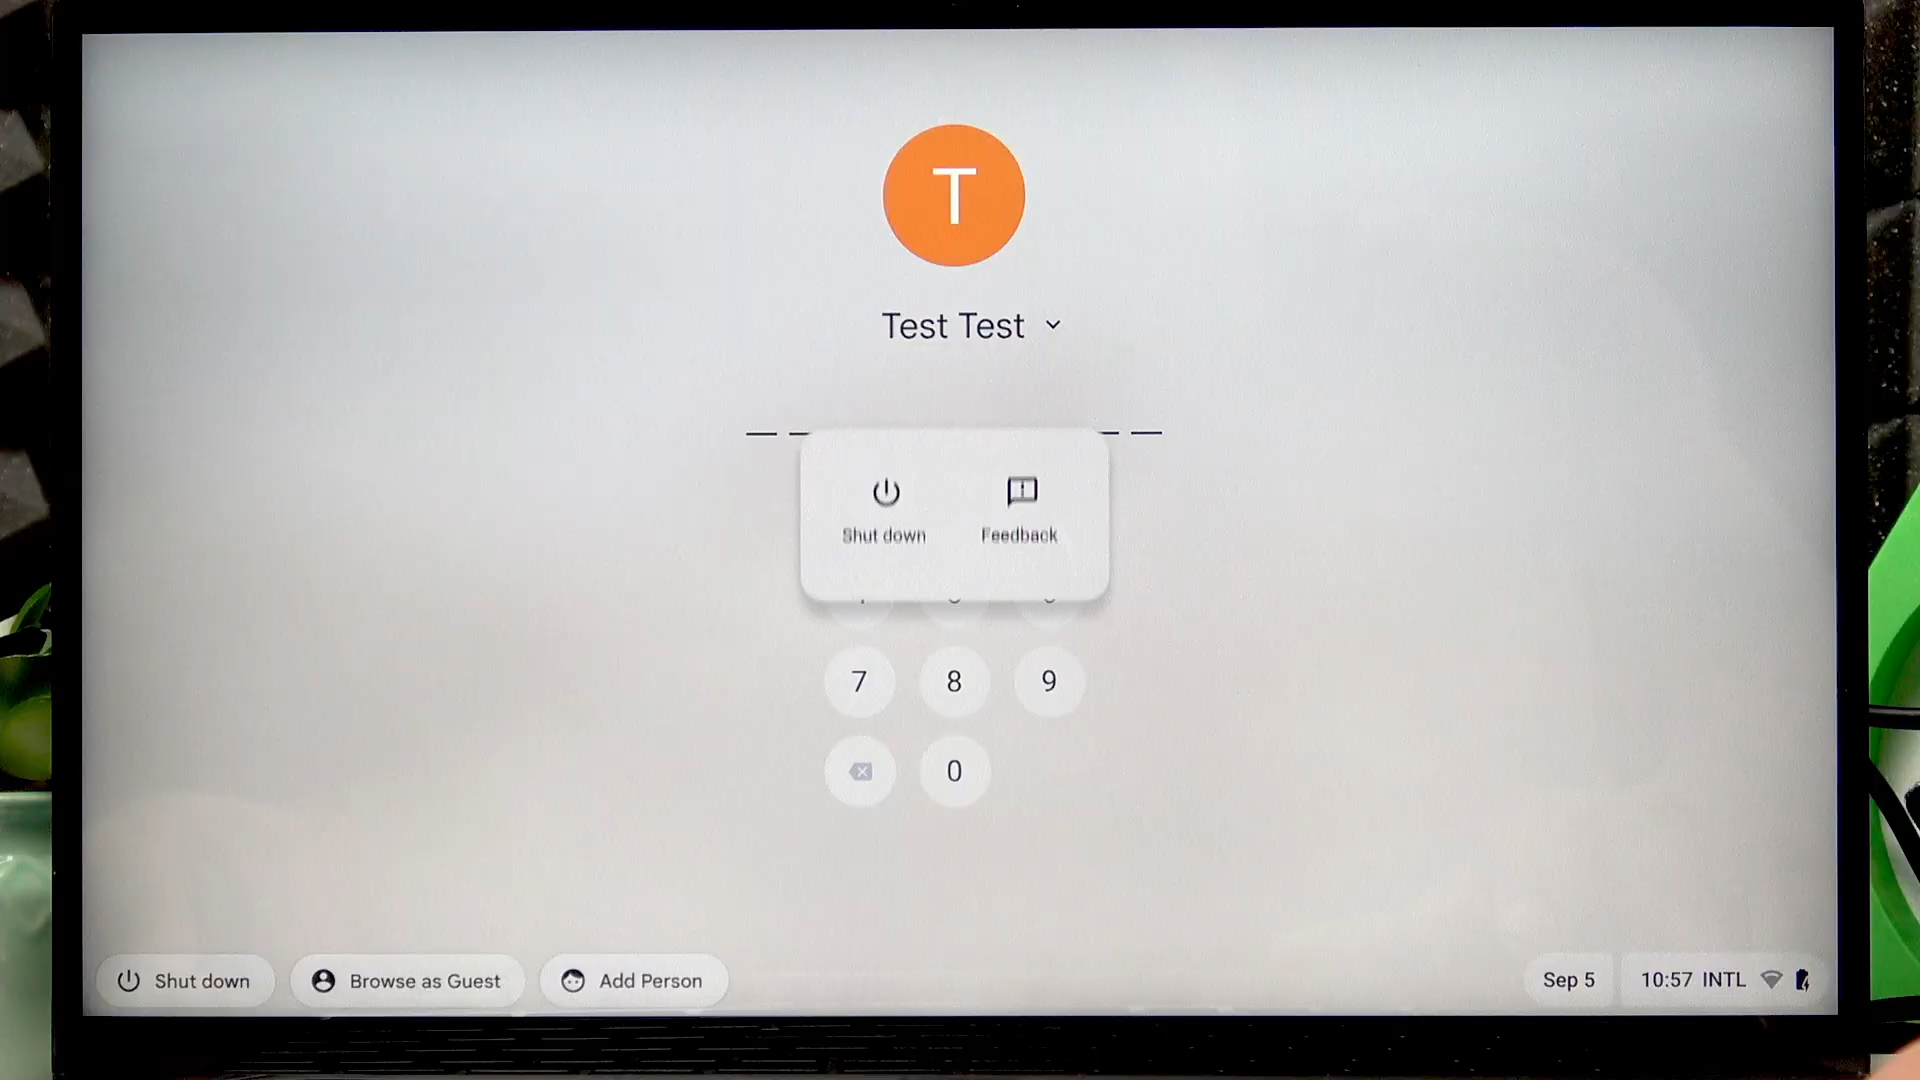 T
Test Test
Shut down
Feedback
7 8 9
0
Shut down
Browse as Guest
Add Person
Sep 5
10:57 INTL